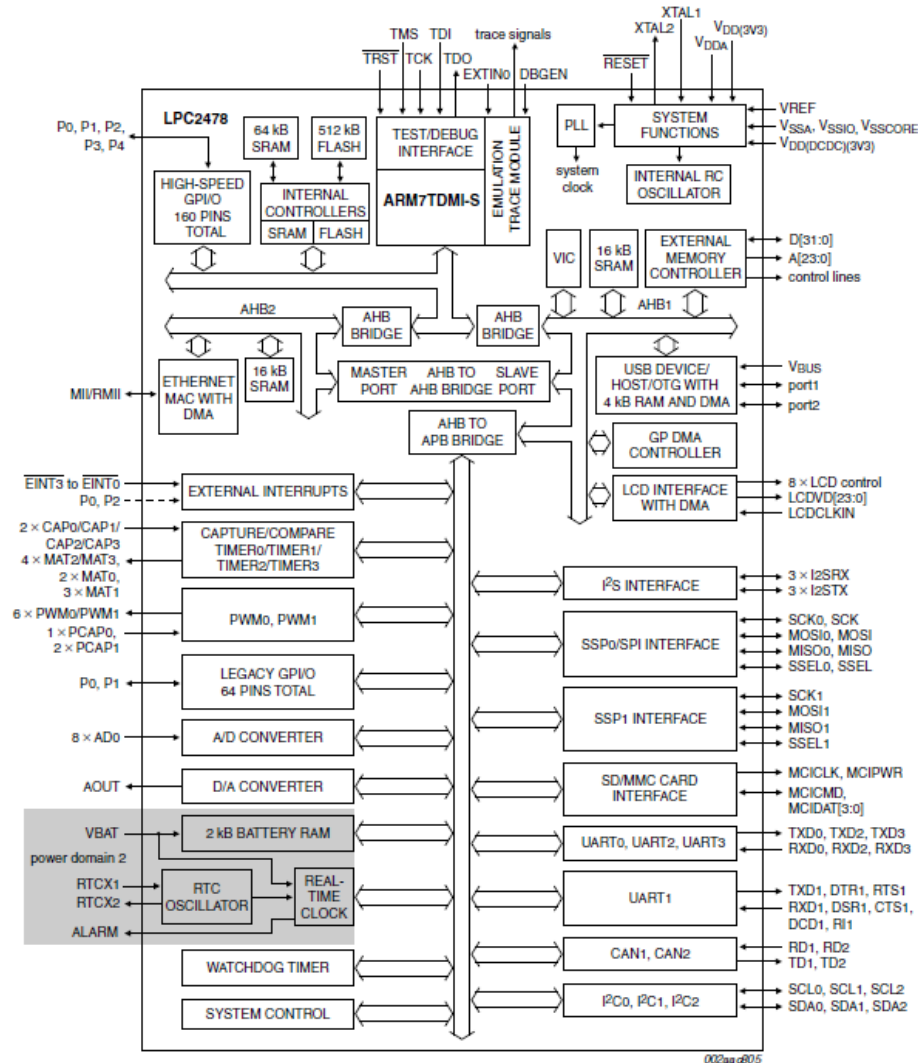 XTAL1
XTAL2
VDD(3V3)
VDDA
RESET
TMS
TDI
trace signals
TRST
TCK
TDO
EXTIN0
DBGEN
LPC2478
P0, P1, P2,
P3, P4
64 kB
SRAM
512 kB
FLASH
TEST/DEBUG
INTERFACE
ARM7TDMI-S
EMULATION
TRACE MODULE
PLL
system
clock
SYSTEM
FUNCTIONS
VREF
VSSA, VSSIO, VSSCORE
VDD(DCDC)(3V3)
INTERNAL RC
OSCILLATOR
HIGH-SPEED
GPI/O
160 PINS
TOTAL
INTERNAL
CONTROLLERS
SRAM
FLASH
VIC
16 kB
SRAM
EXTERNAL
MEMORY
CONTROLLER
D[31:0]
A[23:0]
control lines
AHB2
AHB
BRIDGE
AHB
BRIDGE
AHB1
MII/RMII
ETHERNET
MAC WITH
DMA
16 kB
SRAM
MASTER AHB TO SLAVE
PORT AHB BRIDGE PORT
USB DEVICE/
HOST/OTG WITH
4 kB RAM AND DMA
VBUS
port1
port2
AHB TO
APB BRIDGE
GP DMA
CONTROLLER
LCD INTERFACE
WITH DMA
8 × LCD control
LCDVD[23:0]
LCDCLKIN
EINT3 to EINT0
P0, P2
EXTERNAL INTERRUPTS
2 × CAP0/CAP1/
CAP2/CAP3
4 × MAT2/MAT3,
2 × MAT0,
3 × MAT1
CAPTURE/COMPARE
TIMER0/TIMER1/
TIMER2/TIMER3
6 × PWM0/PWM1
1 × PCAP0,
2 × PCAP1
PWM0, PWM1
P0, P1
LEGACY GPI/O
64 PINS TOTAL
8 × AD0
A/D CONVERTER
AOUT
D/A CONVERTER
VBAT
2 kB BATTERY RAM
power domain 2
RTCX1
RTCX2
RTC
OSCILLATOR
REAL-
TIME
CLOCK
ALARM
WATCHDOG TIMER
SYSTEM CONTROL
I2S INTERFACE
3 × I2SRX
3 × I2STX
SSP0/SPI INTERFACE
SCK0, SCK
MOSI0, MOSI
MISO0, MISO
SSEL0, SSEL
SSP1 INTERFACE
SCK1
MOSI1
MISO1
SSEL1
SD/MMC CARD
INTERFACE
MCICLK, MCIPWR
MCICMD,
MCIDAT[3:0]
UART0, UART2, UART3
TXD0, TXD2, TXD3
RXD0, RXD2, RXD3
UART1
TXD1, DTR1, RTS1
RXD1, DSR1, CTS1,
DCD1, RI1
CAN1, CAN2
RD1, RD2
TD1, TD2
I2C0, I2C1, I2C2
SCL0, SCL1, SCL2
SDA0, SDA1, SDA2